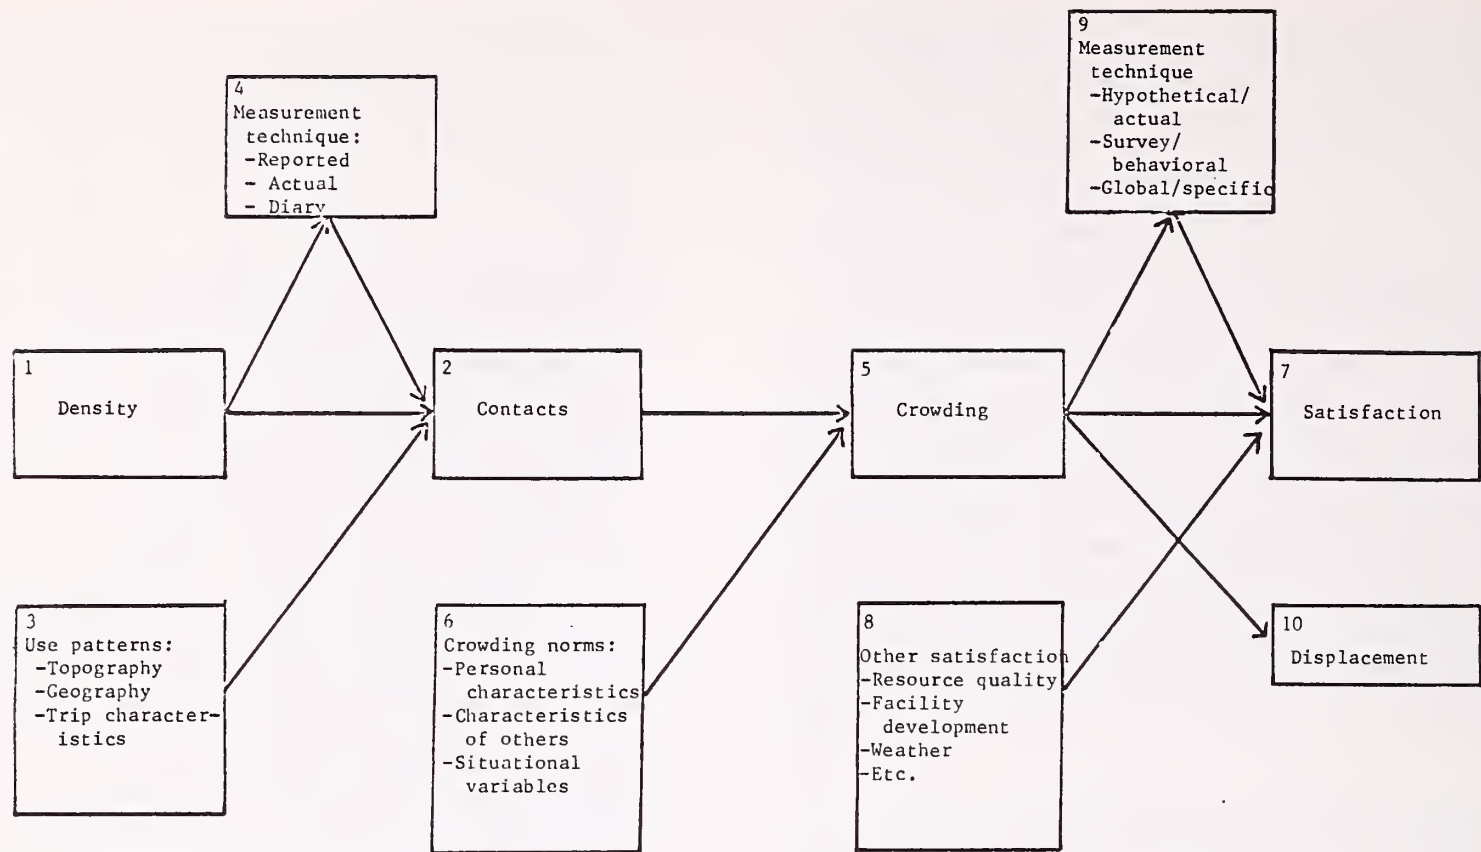 4
Measurement
technique:
-Reported
- Actual
- Diary
9
Measurement
technique
-Hypothetical/
actual
-Survey/
behavioral
-Global/specific
1
Density
2
Contacts
5
Crowding
7
Satisfaction
3
Use patterns:
-Topography
-Geography
-Trip character-
istics
6
Crowding norms:
-Personal
characteristics
-Characteristics
of others
-Situational
variables
8
Other satisfaction
-Resource quality
-Facility
development
-Weather
-Etc.
10
Displacement